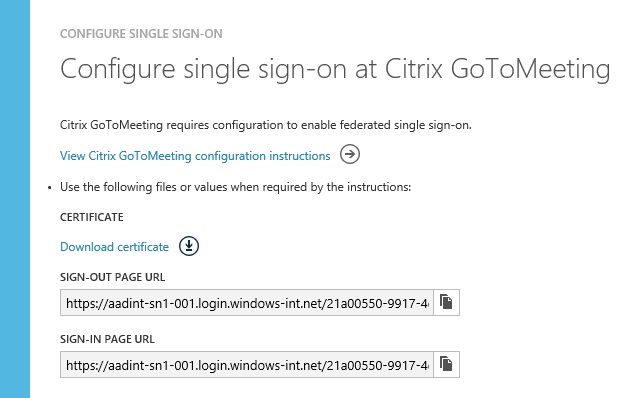 CONFIGURE SINGLE SIGN-ON
Configure single sign-on at Citrix GoToMeeting
Citrix GoToMeeting requires configuration to enable federated single sign-on.
View Citrix GoToMeeting configuration instructions
• Use the following files or values when required by the instructions:
CERTIFICATE
Download certificate
SIGN-OUT PAGE URL
https://aadint-sn1-001.login.windows-int.net/21a00550-9917-4
SIGN-IN PAGE URL
https://aadint-sn1-001.login.windows-int.net/21a00550-9917-4